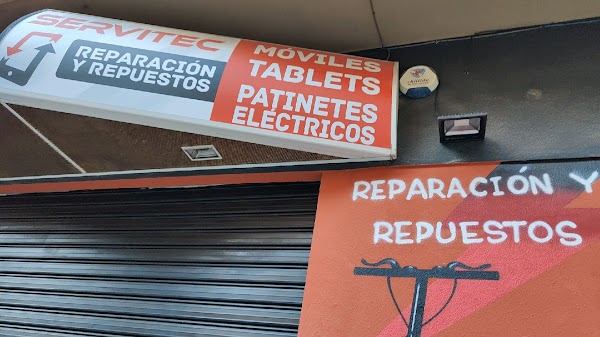 SERVITEC
REPARACIÓN
Y REPUESTOS
MÓVILES
TABLETS
PATINETES
ELÉCTRICOS
REPARACIÓN Y
REPUESTOS